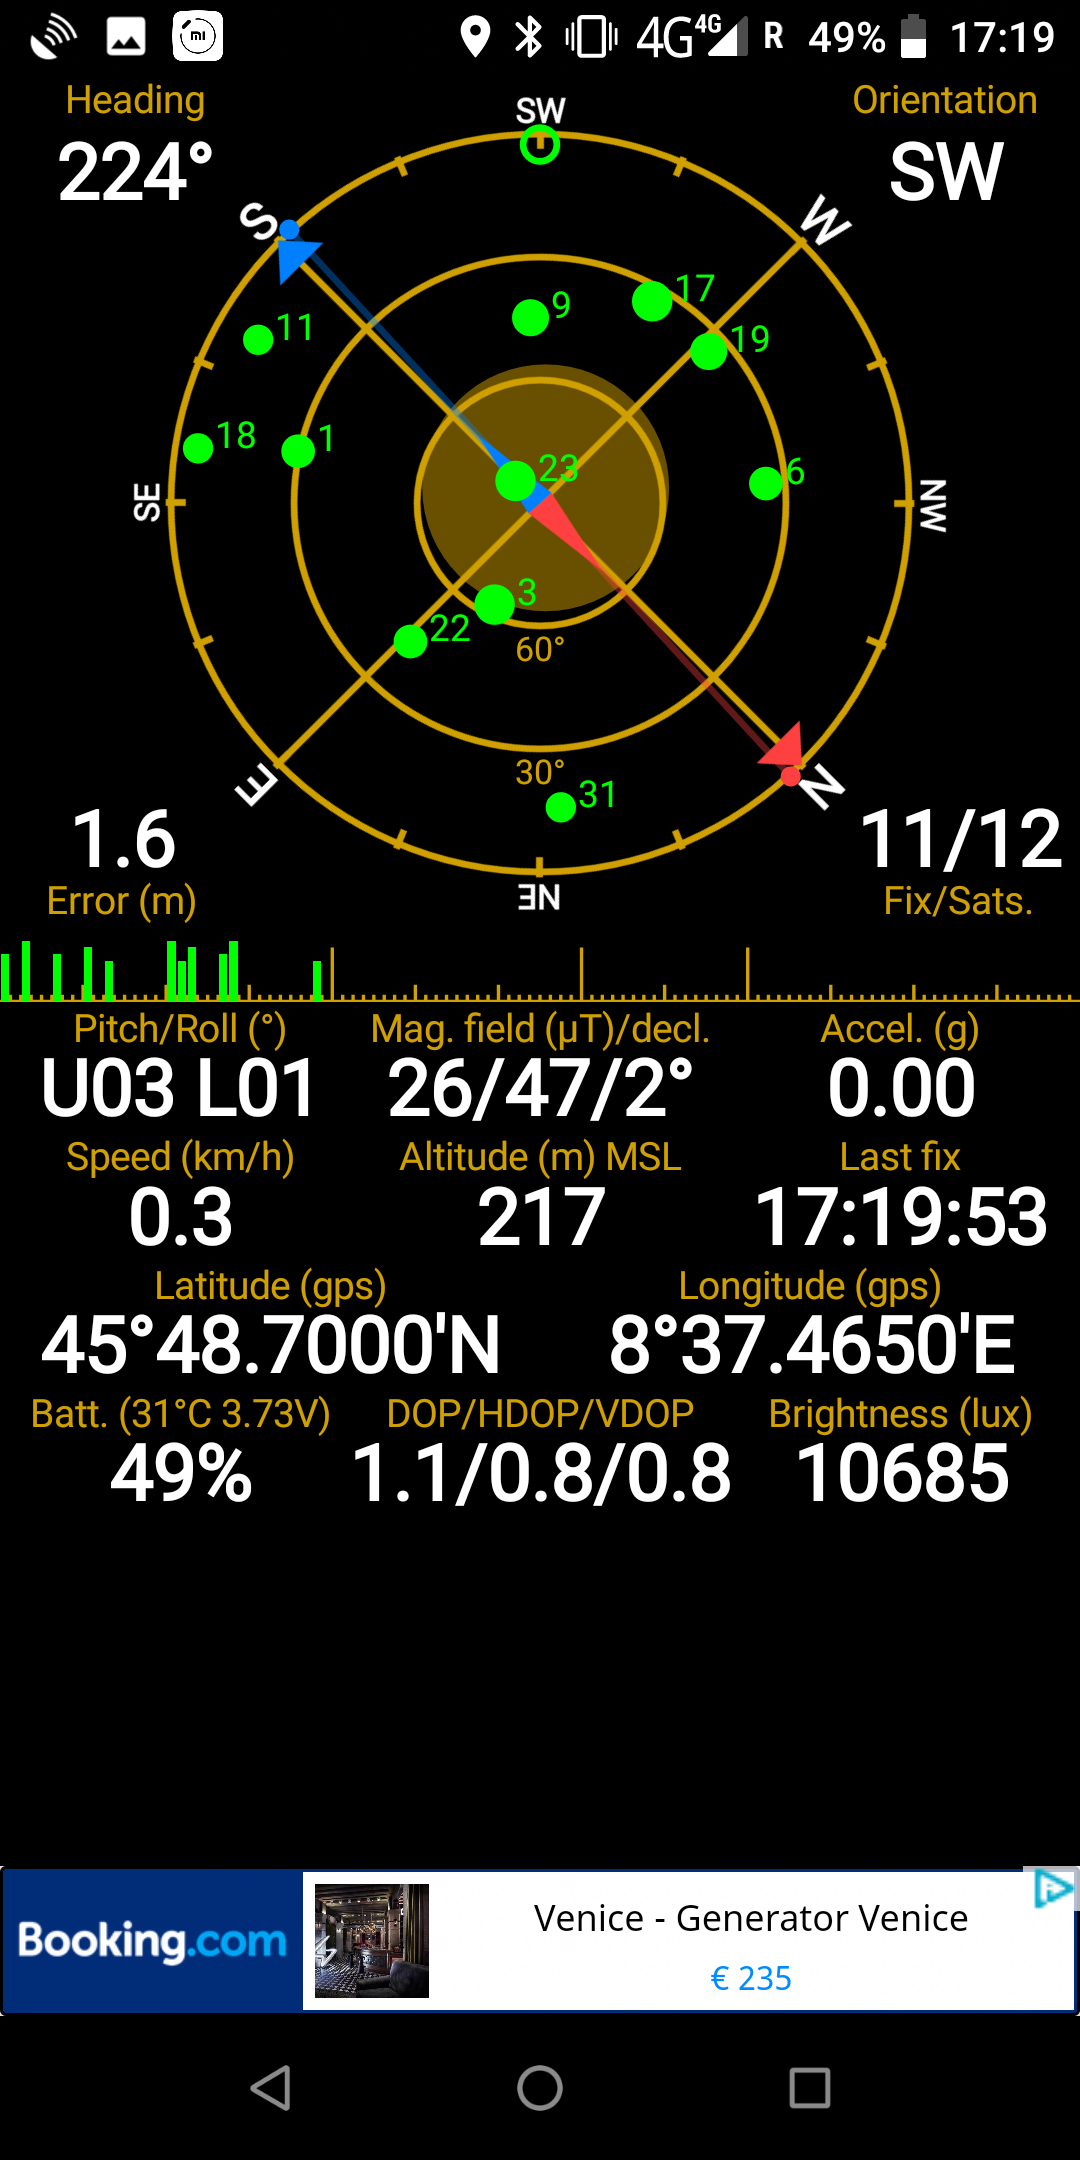 mi 4G 4G R 49% 17:19
Heading SW Orientation
224° SW
S W
9 17
11 19
18 1
23 6
SE NW
3
22
60°
30°
31
E N
1.6 11/12
Error (m) NE Fix/Sats.
Pitch/Roll (°) Mag. field (µT)/decl. Accel. (g)
U03 L01 26/47/2° 0.00
Speed (km/h) Altitude (m) MSL Last fix
0.3 217 17:19:53
Latitude (gps) Longitude (gps)
45°48.7000'N 8°37.4650'E
Batt. (31°C 3.73V) DOP/HDOP/VDOP Brightness (lux)
49% 1.1/0.8/0.8 10685
Booking.com Venice - Generator Venice
€ 235